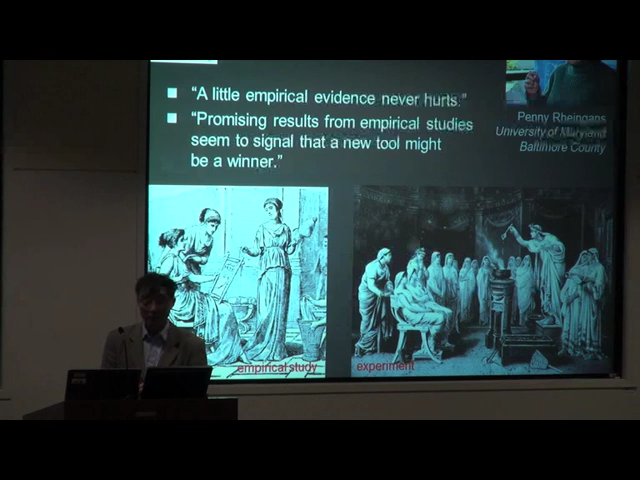 ■ “A little empirical evidence never hurts.”
■ “Promising results from empirical studies
seem to signal that a new tool might
be a winner.”
Penny Rheingans
University of Maryland
Baltimore County
empirical study
experiment